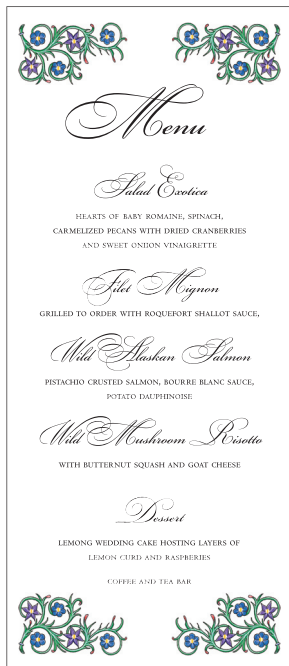 Menu
Salad Exotica
HEARTS OF BABY ROMAINE, SPINACH,
CARMELIZED PECANS WITH DRIED CRANBERRIES
AND SWEET ONION VINAIGRETTE
Filet Mignon
GRILLED TO ORDER WITH ROQUEFORT SHALLOT SAUCE,
Wild Alaskan Salmon
PISTACHIO CRUSTED SALMON, BOURRE BLANC SAUCE,
POTATO DAUPHINOISE
Wild Mushroom Risotto
WITH BUTTERNUT SQUASH AND GOAT CHEESE
Dessert
LEMONG WEDDING CAKE HOSTING LAYERS OF
LEMON CURD AND RASPBERIES
COFFEE AND TEA BAR